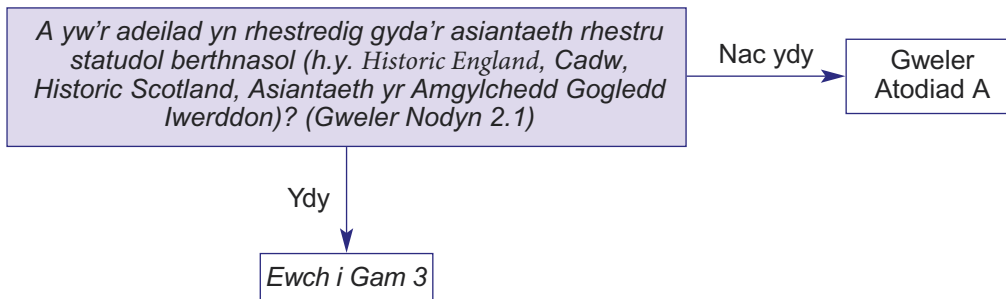 A yw'r adeilad yn rhestredig gyda'r asiantaeth rhestru
statudol berthnasol (h.y. Historic England, Cadw,
Historic Scotland, Asiantaeth yr Amgylchedd Gogledd
Iwerddon)? (Gweler Nodyn 2.1)
Nac ydy
Gweler
Atodiad A
Ydy
Ewch i Gam 3